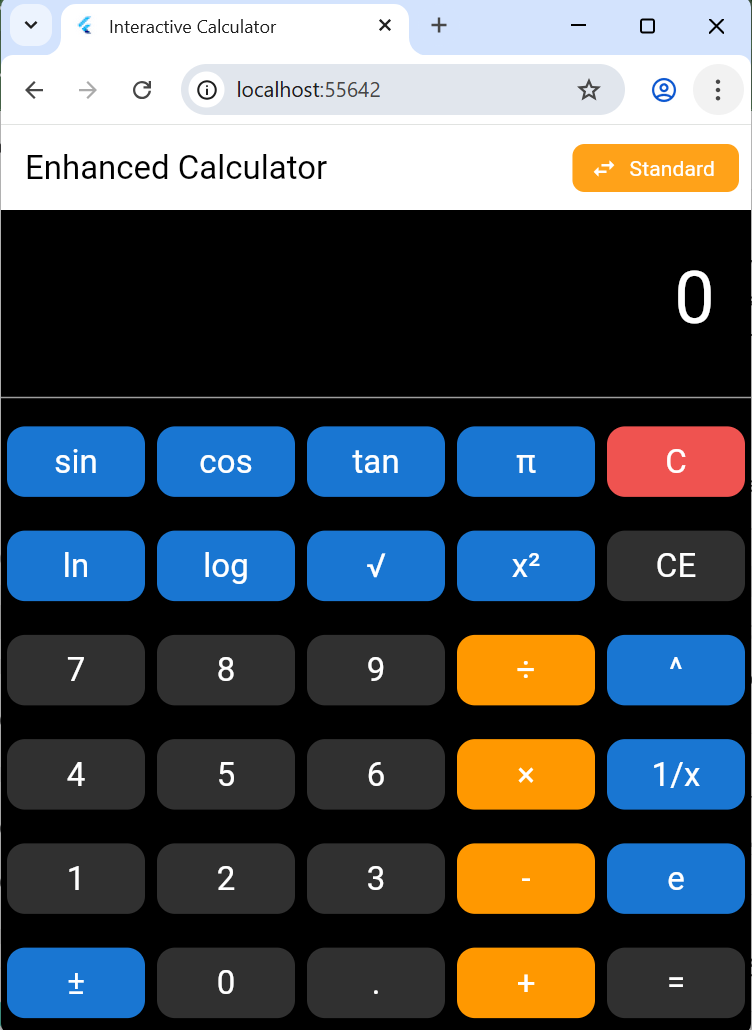 Interactive Calculator
localhost:55642
Enhanced Calculator Standard
0
sin cos tan π C
ln log √ x² CE
7 8 9 ÷ ^
4 5 6 × 1/x
1 2 3 - e
± 0 . + =